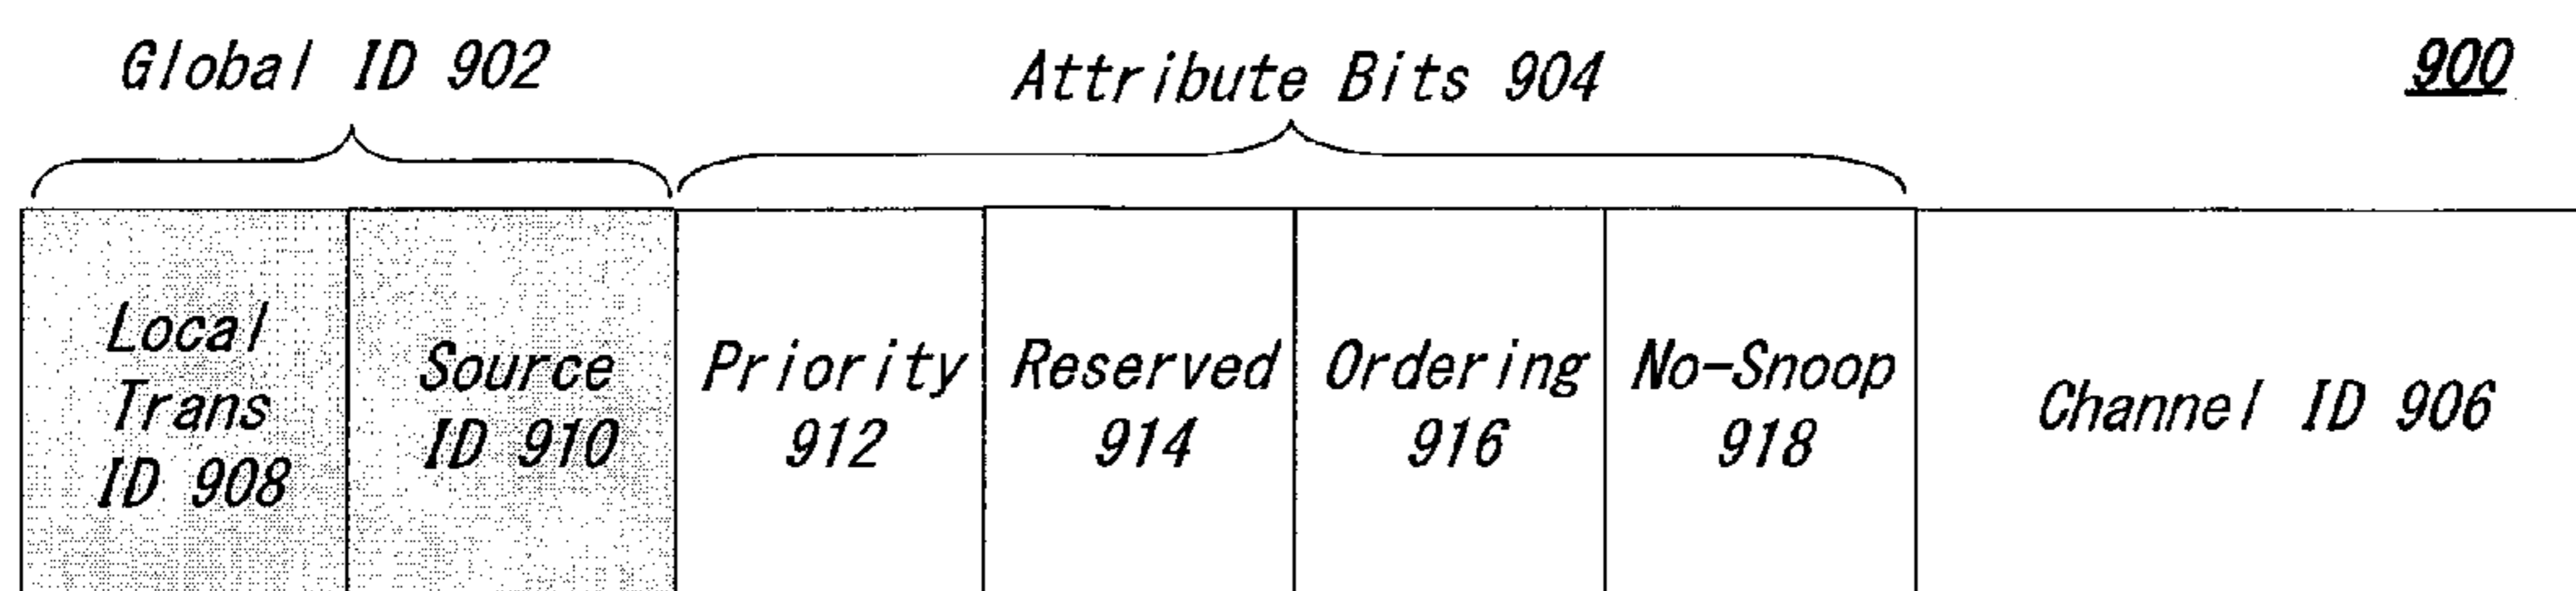 Global ID 902
Attribute Bits 904
900
Local
Trans
ID 908
Source
ID 910
Priority
912
Reserved
914
Ordering
916
No-Snoop
918
Channel ID 906